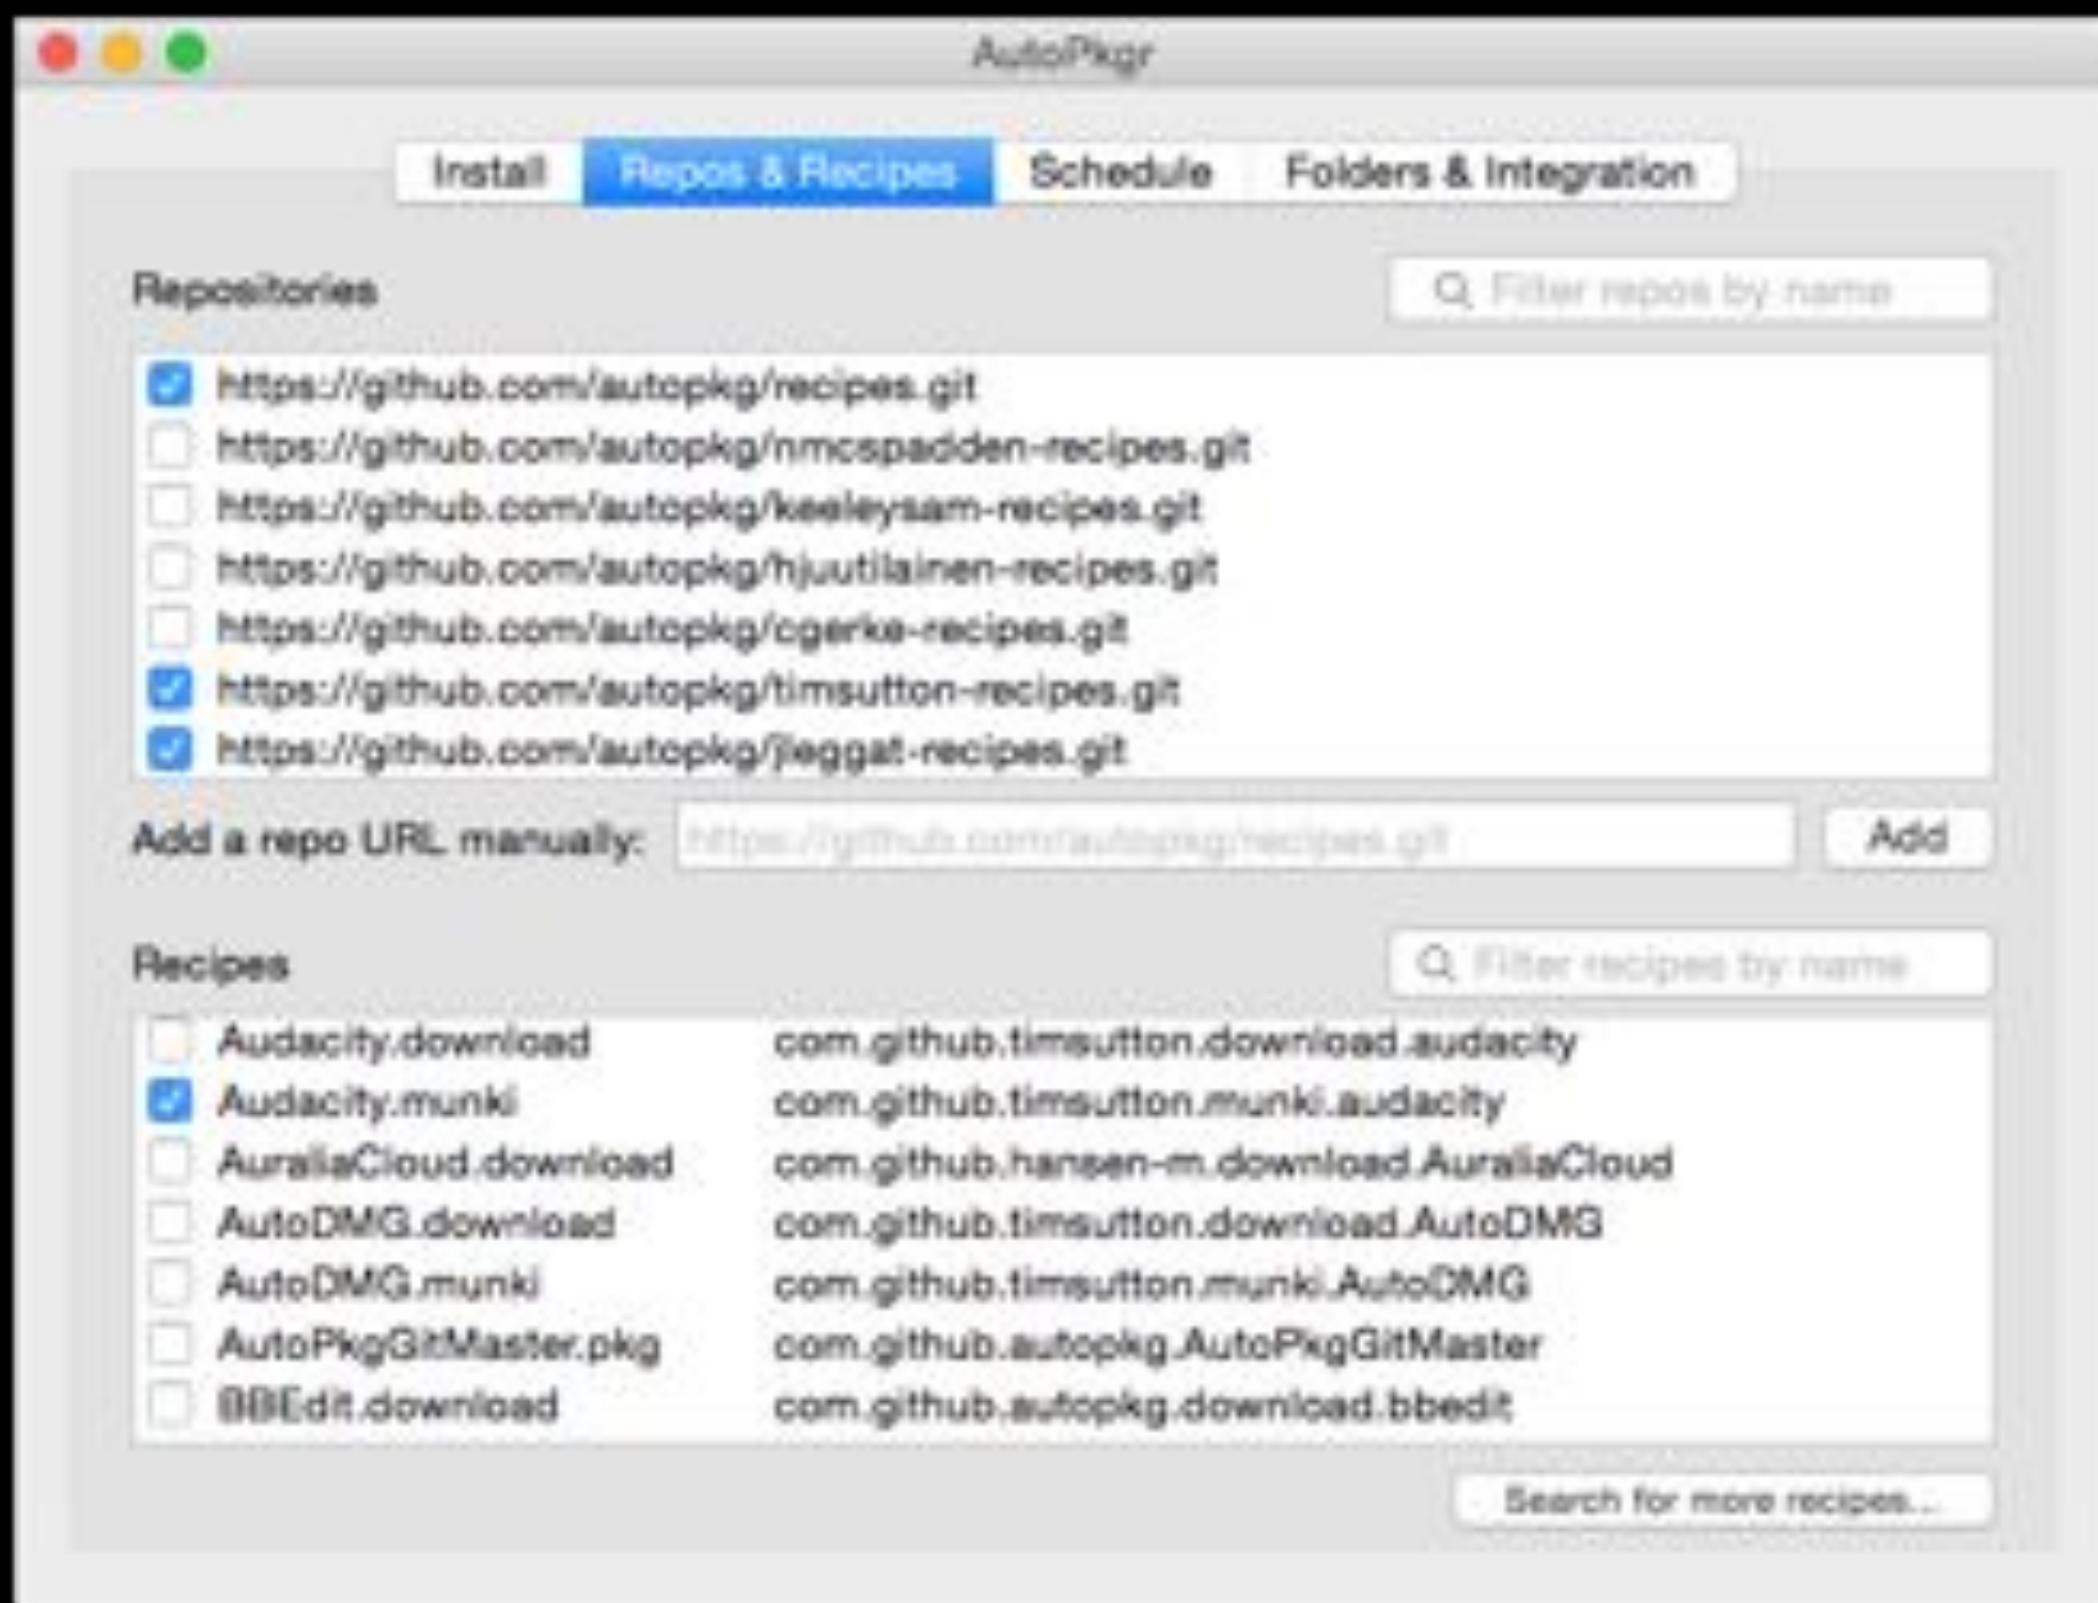 AutoPkgr
Install Repos & Recipes Schedule Folders & Integration
Repositories Filter repos by name
https://github.com/autopkg/recipes.git
https://github.com/autopkg/nmcspadden-recipes.git
https://github.com/autopkg/keeleysam-recipes.git
https://github.com/autopkg/hjuutilainen-recipes.git
https://github.com/autopkg/cgerke-recipes.git
https://github.com/autopkg/timsutton-recipes.git
https://github.com/autopkg/jleggat-recipes.git
Add a repo URL manually: https://github.com/autopkg/recipes.git Add
Recipes Filter recipes by name
Audacity.download com.github.timsutton.download.audacity
Audacity.munki com.github.timsutton.munki.audacity
AuraliaCloud.download com.github.hansen-m.download.AuraliaCloud
AutoDMG.download com.github.timsutton.download.AutoDMG
AutoDMG.munki com.github.timsutton.munki.AutoDMG
AutoPkgGitMaster.pkg com.github.autopkg.AutoPkgGitMaster
BBEdit.download com.github.autopkg.download.bbedit
Search for more recipes...